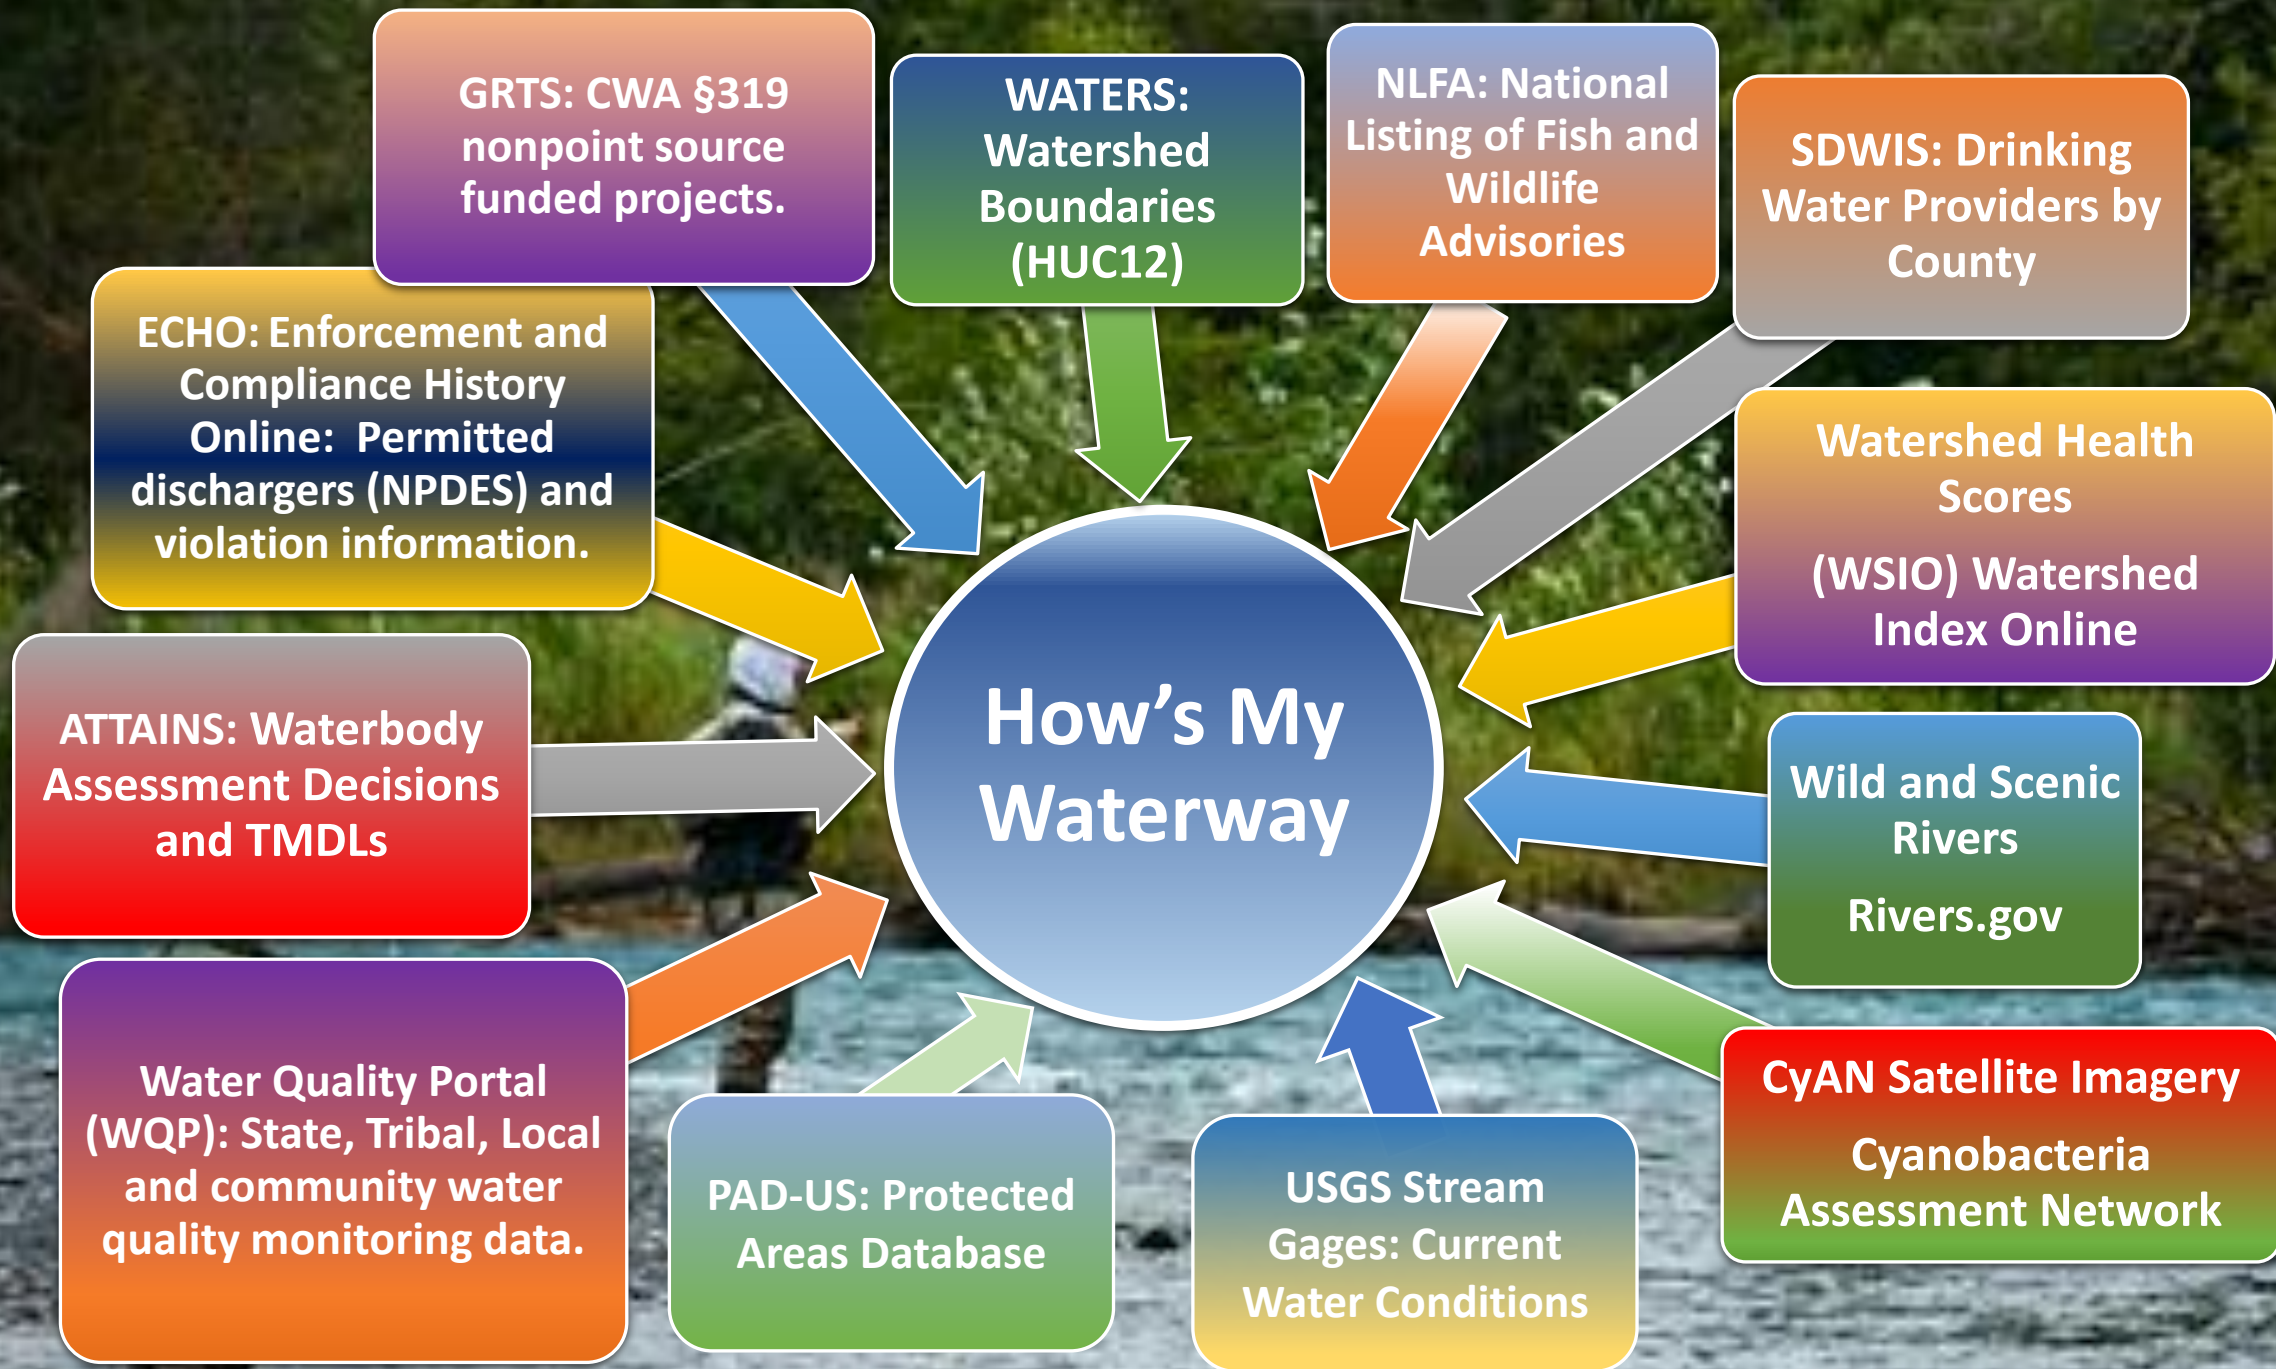 GRTS: CWA §319
nonpoint source
funded projects.
WATERS:
Watershed
Boundaries
(HUC12)
NLFA: National
Listing of Fish and
Wildlife
Advisories
SDWIS: Drinking
Water Providers by
County
ECHO: Enforcement and
Compliance History
Online:  Permitted
dischargers (NPDES) and
violation information.
Watershed Health
Scores
(WSIO) Watershed
Index Online
How’s My
Waterway
ATTAINS: Waterbody
Assessment Decisions
and TMDLs
Wild and Scenic
Rivers
Rivers.gov
Water Quality Portal
(WQP): State, Tribal, Local
and community water
quality monitoring data.
PAD-US: Protected
Areas Database
USGS Stream
Gages: Current
Water Conditions
CyAN Satellite Imagery
Cyanobacteria
Assessment Network